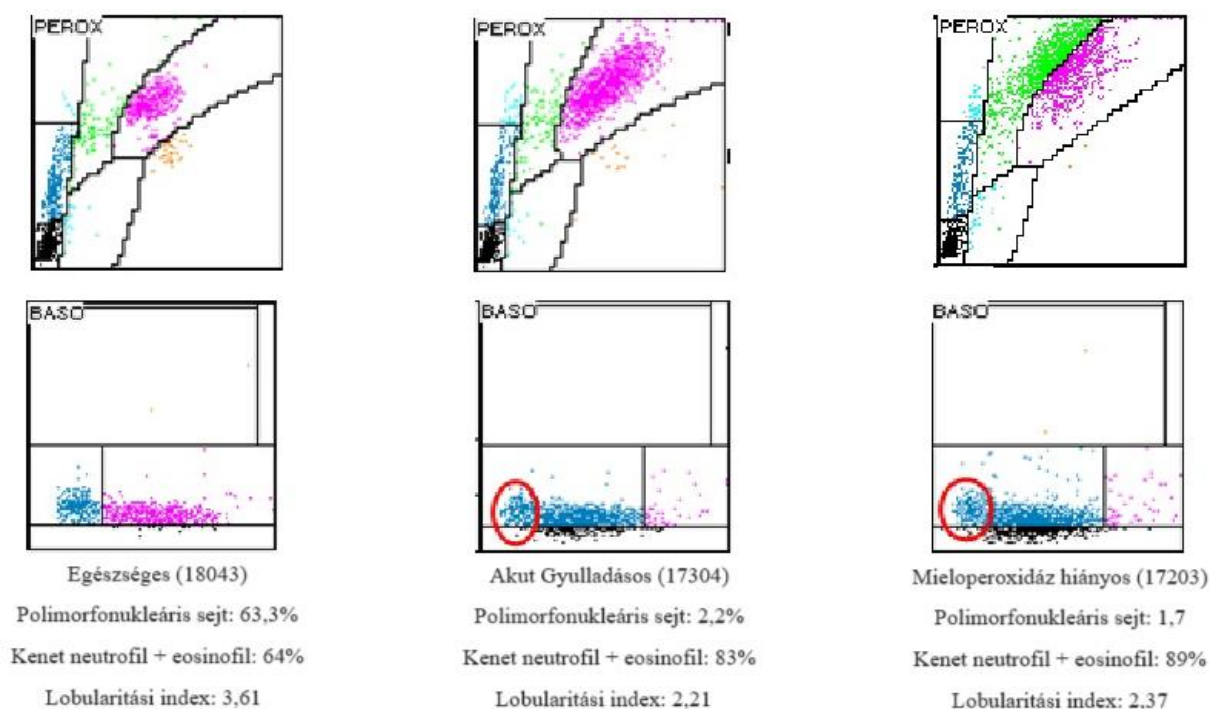 PEROX
PEROX
PEROX
BASO
BASO
BASO
Egészséges (18043)
Polimorfonukleáris sejt: 63,3%
Kenet neutrofil + eosinofil: 64%
Lobularitási index: 3,61
Akut Gyulladásos (17304)
Polimorfonukleáris sejt: 2,2%
Kenet neutrofil + eosinofil: 83%
Lobularitási index: 2,21
Mieloperoxidáz hiányos (17203)
Polimorfonukleáris sejt: 1,7
Kenet neutrofil + eosinofil: 89%
Lobularitási index: 2,37